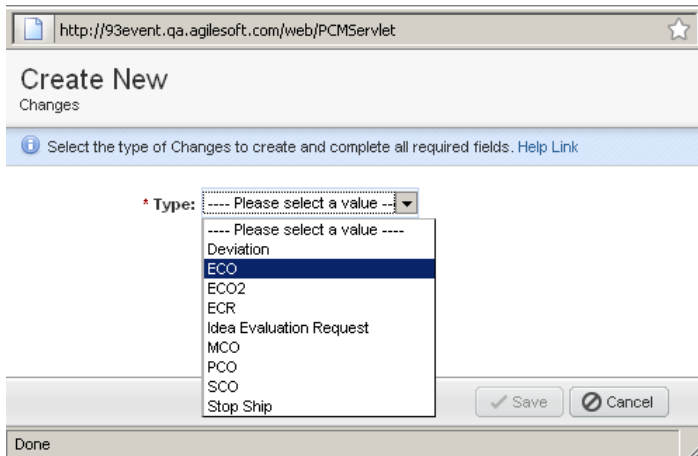 http://93event.qa.agilesoft.com/web/PCMServlet
Create New
Changes
Select the type of Changes to create and complete all required fields. Help Link
* Type: ---- Please select a value --
---- Please select a value ----
Deviation
ECO
ECO2
ECR
Idea Evaluation Request
MCO
PCO
SCO
Stop Ship
Save Cancel
Done